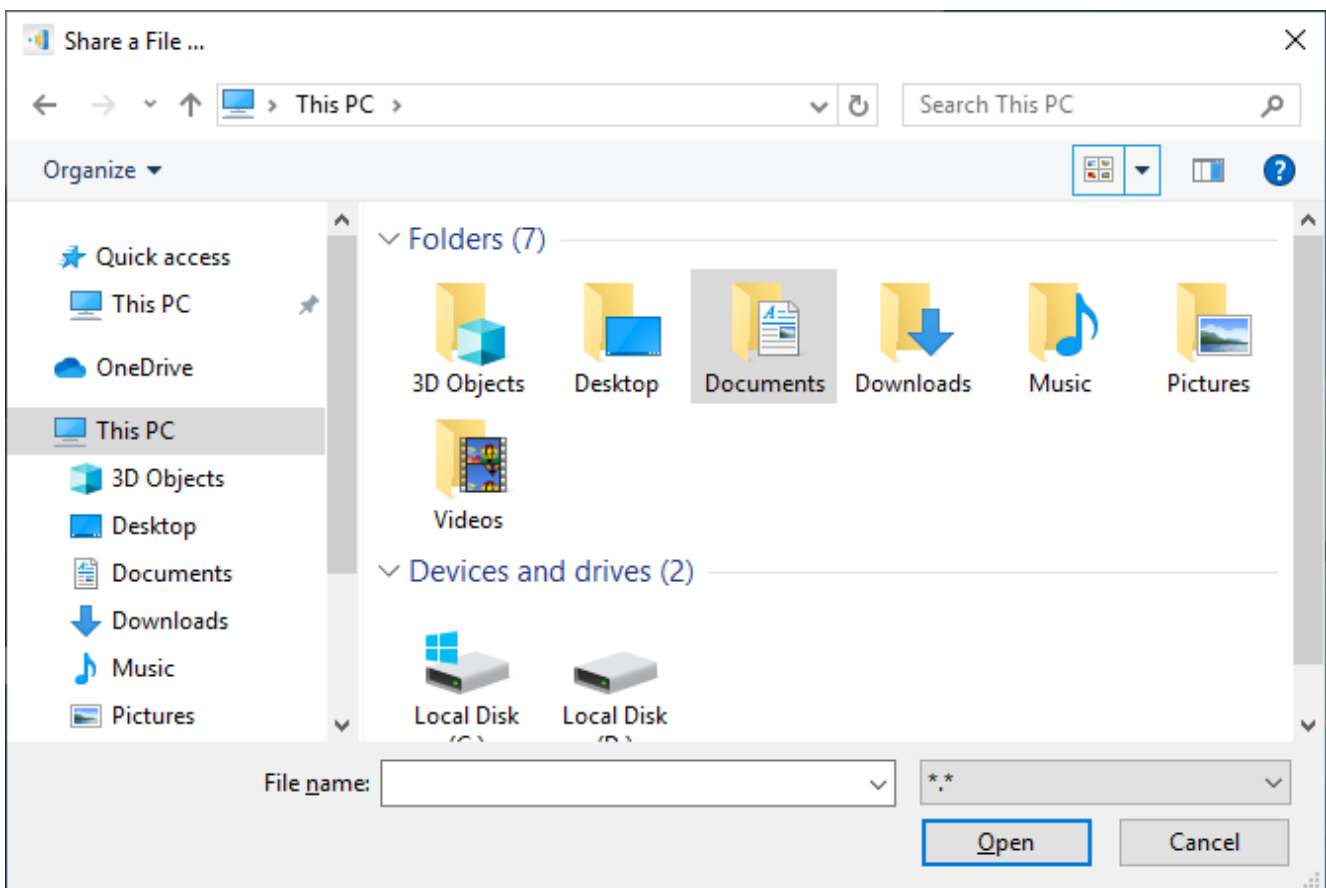 Share a File ...
This PC
Search This PC
Organize
Quick access
This PC
OneDrive
This PC
3D Objects
Desktop
Documents
Downloads
Music
Pictures
Folders (7)
3D Objects Desktop Documents Downloads Music Pictures
Videos
Devices and drives (2)
Local Disk Local Disk
File name:
*.*
Open Cancel